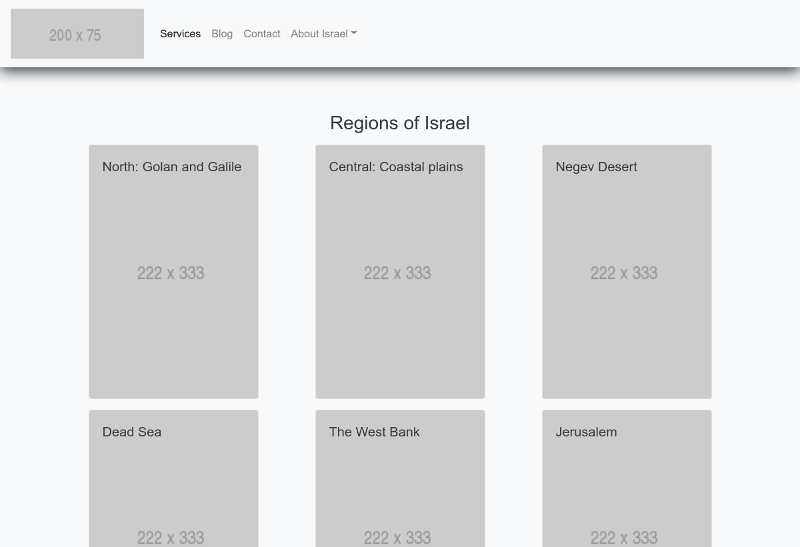 200 x 75
Services Blog Contact About Israel
Regions of Israel
North: Golan and Galile
Central: Coastal plains
Negev Desert
222 x 333
222 x 333
222 x 333
Dead Sea
The West Bank
Jerusalem
222 x 333
222 x 333
222 x 333